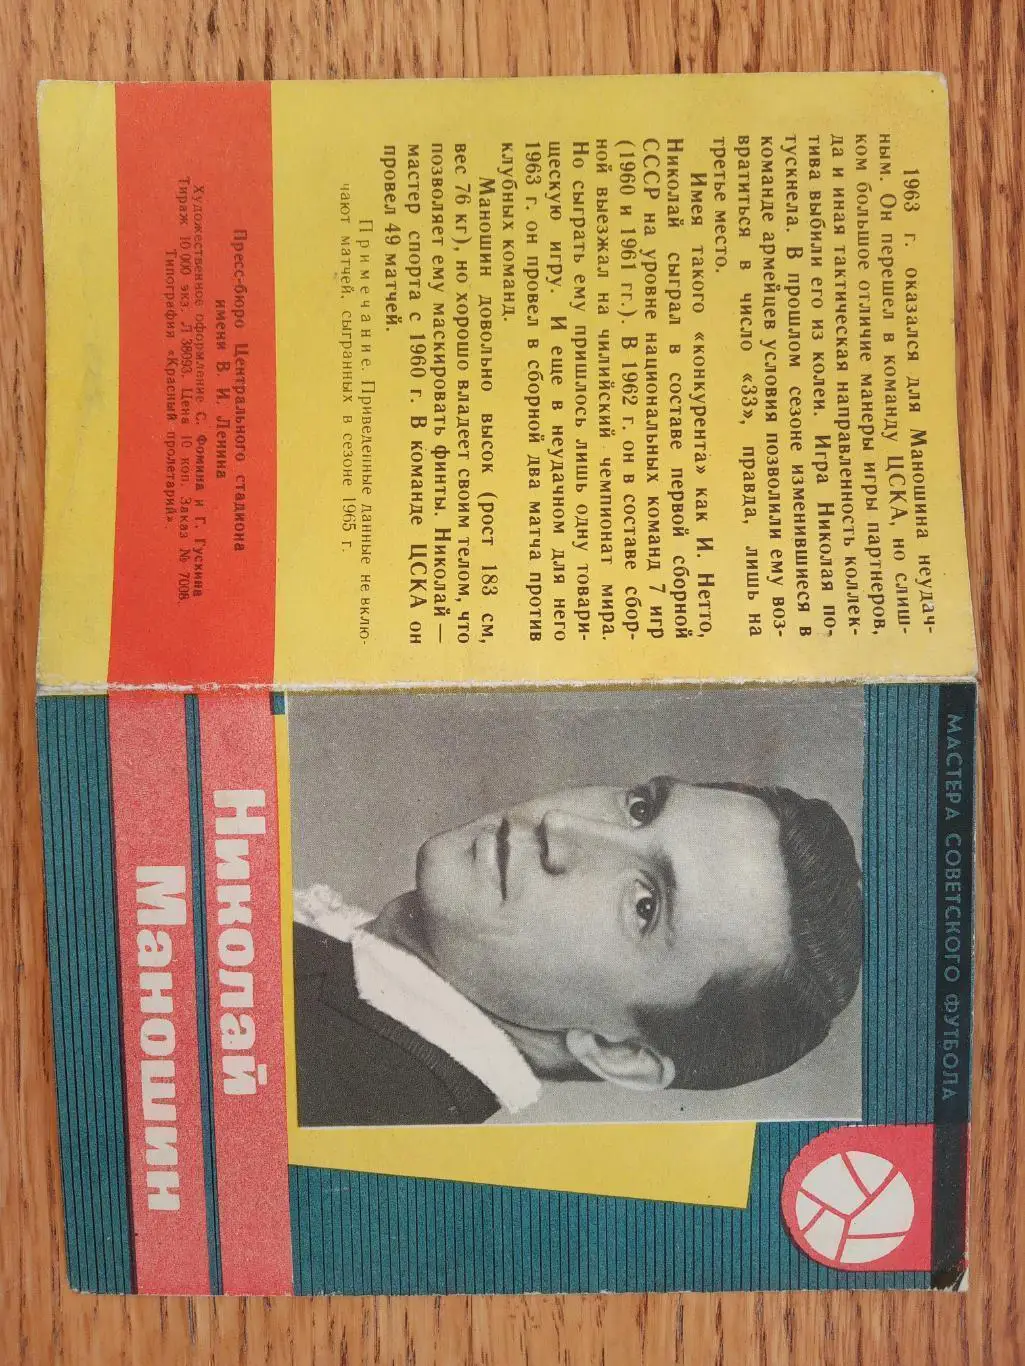 1963 г. оказался для Маношина неудач-
ным. Он перешел в команду ЦСКА, но слиш-
ком большое отличие манеры игры партнеров,
да и иная тактическая направленность коллек-
тива выбили его из колеи. Игра Николая по-
тускнела. В прошлом сезоне изменившиеся в
команде армейцев условия позволили ему воз-
вратиться в число «33», правда, лишь на
третье место.
Имея такого «конкурента» как И. Нетто,
Николай сыграл в составе первой сборной
СССР на уровне национальных команд 7 игр
(1960 и 1961 гг.). В 1962 г. он в составе сбор-
ной выезжал на чилийский чемпионат мира.
Но сыграть ему пришлось лишь одну товари-
щескую игру. И еще в неудачном для него
1963 г. он провел в сборной два матча против
клубных команд.
Маношин довольно высок (рост 183 см,
вес 76 кг), но хорошо владеет своим телом, что
позволяет ему маскировать финты. Николай —
мастер спорта с 1960 г. В команде ЦСКА он
провел 49 матчей.
Примечание. Приведенные данные не вклю-
чают матчей, сыгранных в сезоне 1965 г.
Пресс-бюро Центрального стадиона
имени В. И. Ленина
Художественное оформление С. Фомина и Г. Гускина
Тираж 10 000 экз. Л 38093. Цена 10 коп. Заказ № 7008.
Типография «Красный пролетарий».
МАСТЕРА СОВЕТСКОГО ФУТБОЛА
Николай
Маношин